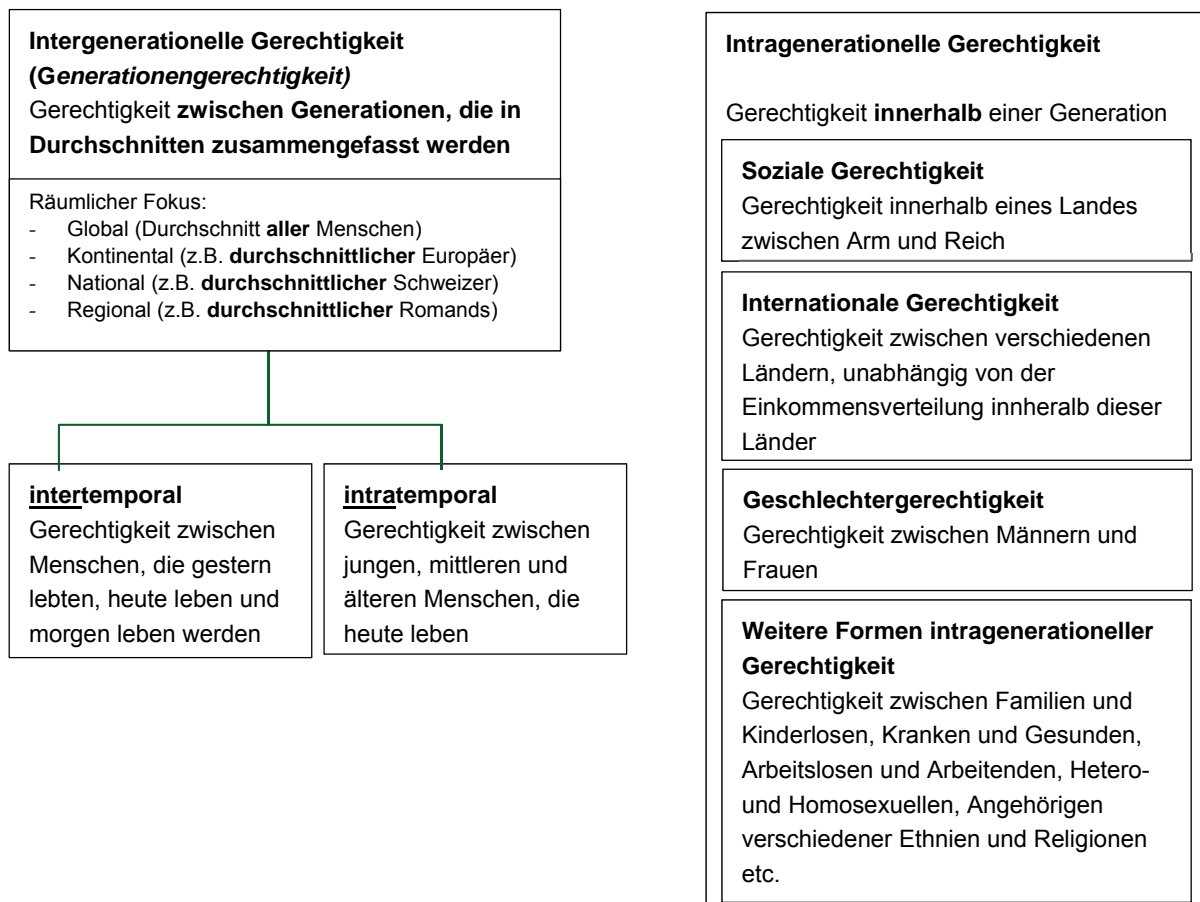 Intergenerationelle Gerechtigkeit
(Generationengerechtigkeit)
Gerechtigkeit zwischen Generationen, die in
Durchschnitten zusammengefasst werden
Räumlicher Fokus:
- Global (Durchschnitt aller Menschen)
- Kontinental (z.B. durchschnittlicher Europäer)
- National (z.B. durchschnittlicher Schweizer)
- Regional (z.B. durchschnittlicher Romands)
intertemporal
Gerechtigkeit zwischen
Menschen, die gestern
lebten, heute leben und
morgen leben werden
intratemporal
Gerechtigkeit zwischen
jungen, mittleren und
älteren Menschen, die
heute leben
Intragenerationelle Gerechtigkeit
Gerechtigkeit innerhalb einer Generation
Soziale Gerechtigkeit
Gerechtigkeit innerhalb eines Landes
zwischen Arm und Reich
Internationale Gerechtigkeit
Gerechtigkeit zwischen verschiedenen
Ländern, unabhängig von der
Einkommensverteilung innheralb dieser
Länder
Geschlechtergerechtigkeit
Gerechtigkeit zwischen Männern und
Frauen
Weitere Formen intragenerationeller
Gerechtigkeit
Gerechtigkeit zwischen Familien und
Kinderlosen, Kranken und Gesunden,
Arbeitslosen und Arbeitenden, Hetero-
und Homosexuellen, Angehörigen
verschiedener Ethnien und Religionen
etc.